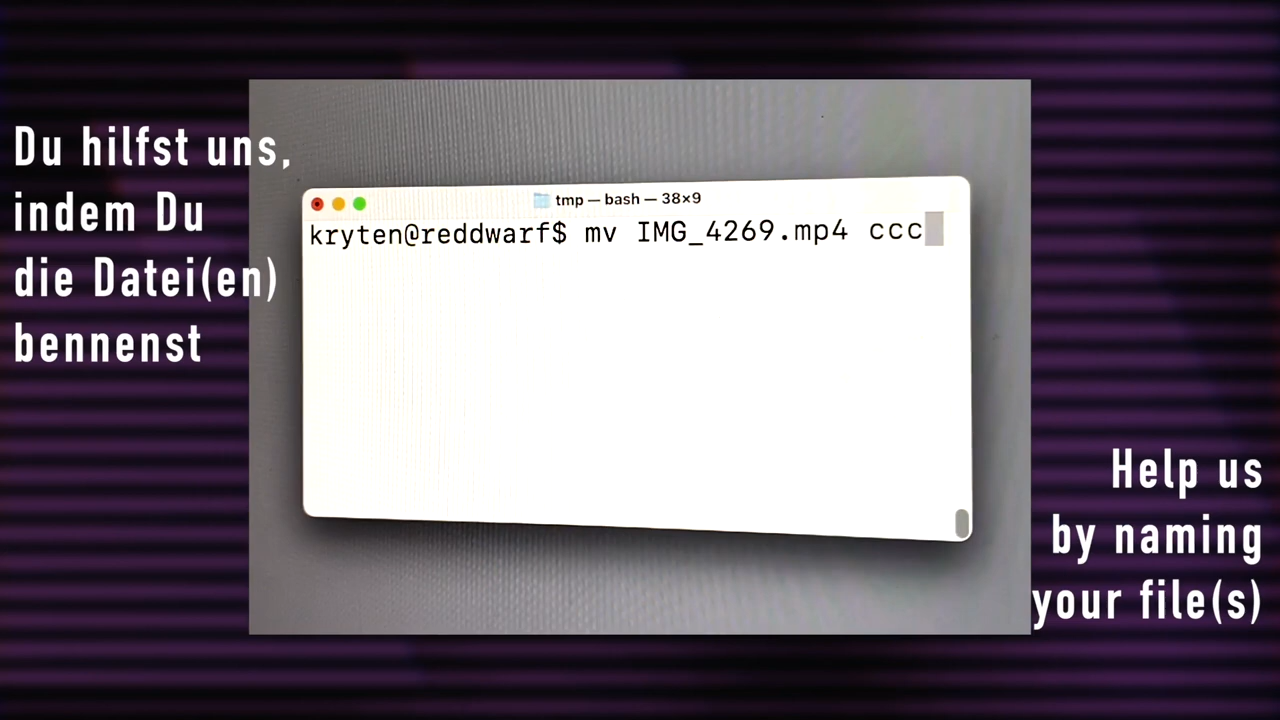 Du hilfst uns,
indem Du
die Datei(en)
bennenst
tmp — bash — 38×9
kryten@reddwarf$ mv IMG_4269.mp4 ccc
Help us
by naming
your file(s)